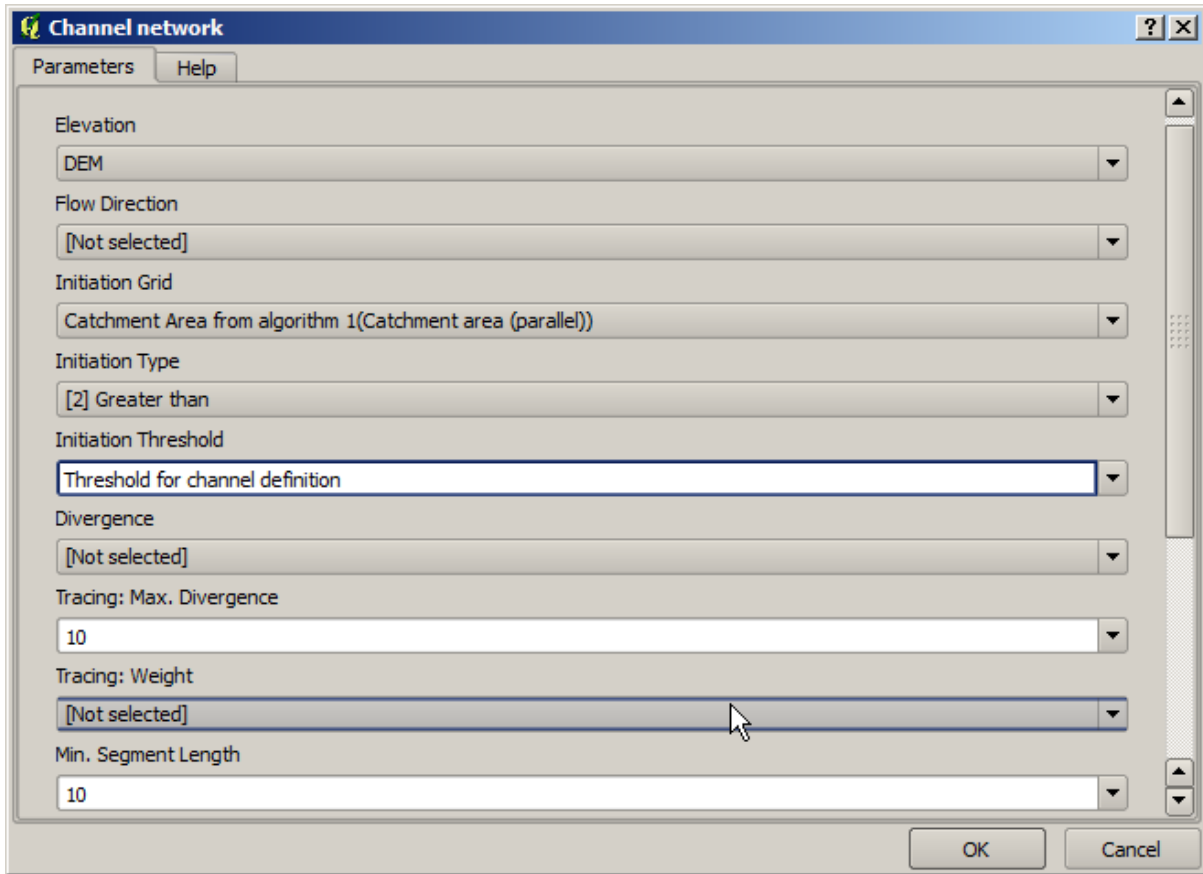 Channel network
Parameters Help
Elevation
DEM
Flow Direction
[Not selected]
Initiation Grid
Catchment Area from algorithm 1(Catchment area (parallel))
Initiation Type
[2] Greater than
Initiation Threshold
Threshold for channel definition
Divergence
[Not selected]
Tracing: Max. Divergence
10
Tracing: Weight
[Not selected]
Min. Segment Length
10
OK Cancel